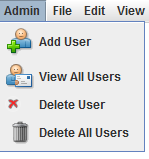 Admin File Edit View
Add User
View All Users
Delete User
Delete All Users